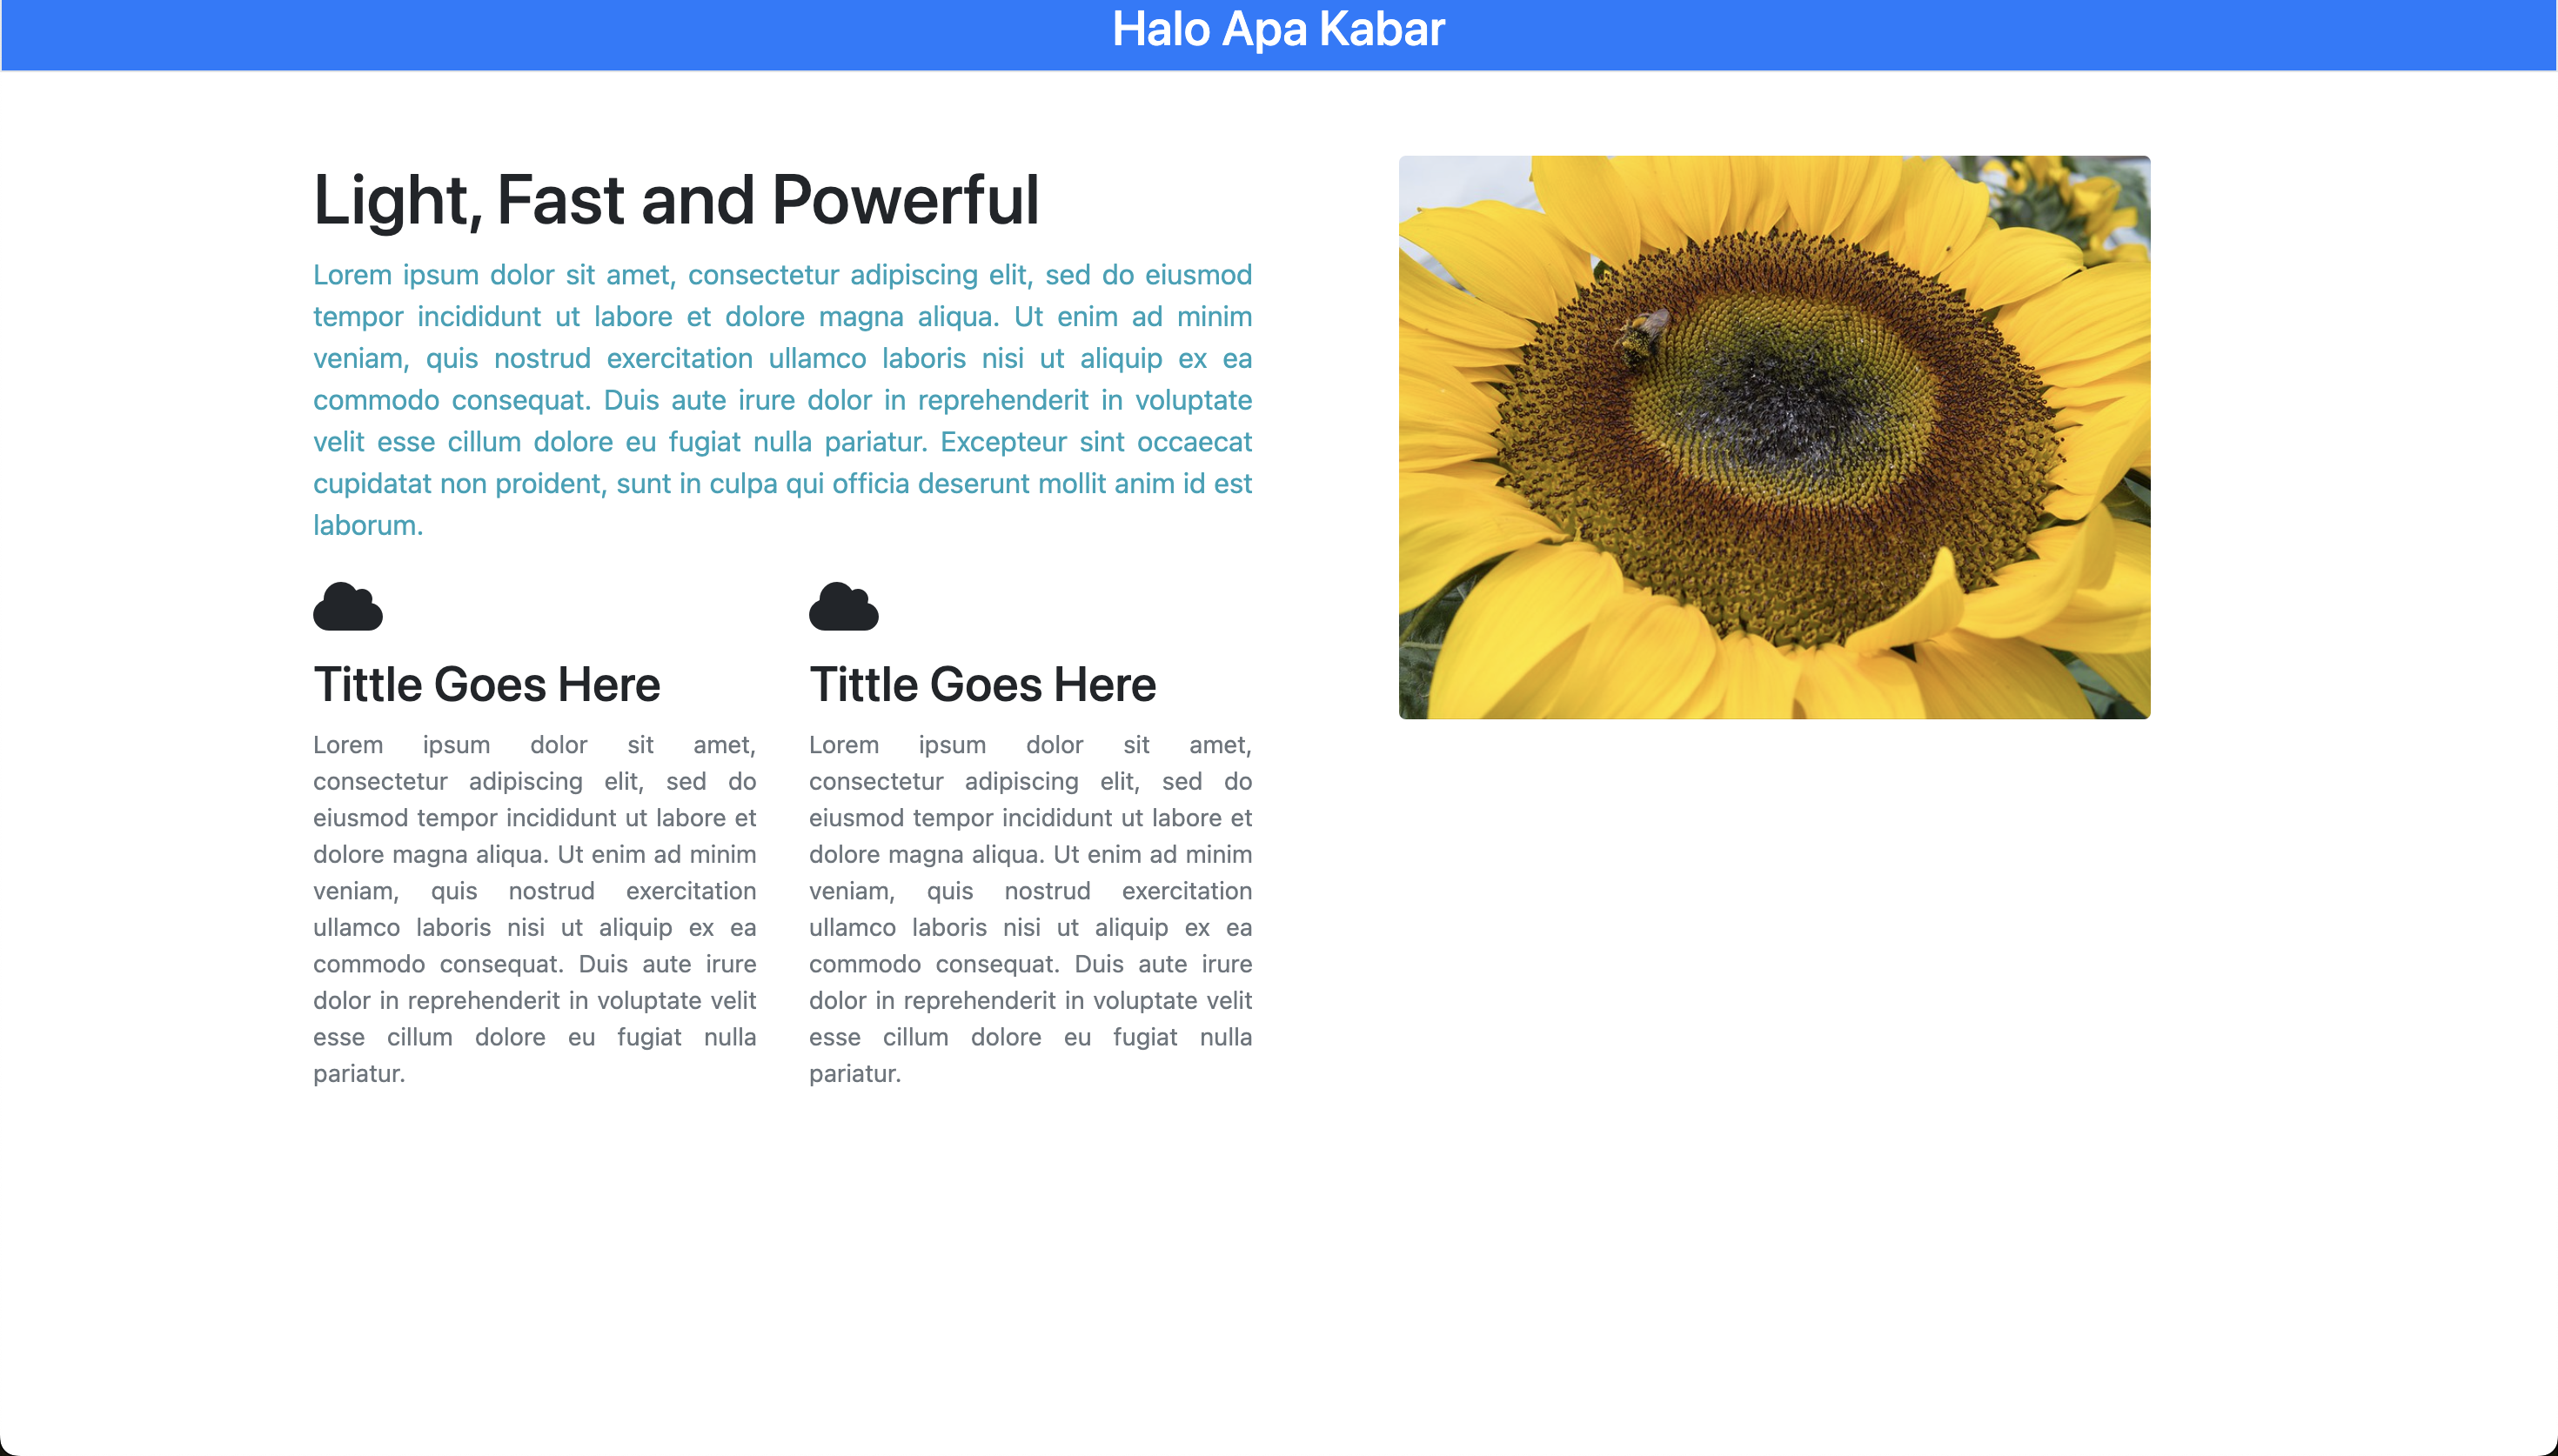 Halo Apa Kabar
Light, Fast and Powerful
Lorem ipsum dolor sit amet, consectetur adipiscing elit, sed do eiusmod
tempor incididunt ut labore et dolore magna aliqua. Ut enim ad minim
veniam, quis nostrud exercitation ullamco laboris nisi ut aliquip ex ea
commodo consequat. Duis aute irure dolor in reprehenderit in voluptate
velit esse cillum dolore eu fugiat nulla pariatur. Excepteur sint occaecat
cupidatat non proident, sunt in culpa qui officia deserunt mollit anim id est
laborum.
Tittle Goes Here
Lorem ipsum dolor sit amet,
consectetur adipiscing elit, sed do
eiusmod tempor incididunt ut labore et
dolore magna aliqua. Ut enim ad minim
veniam, quis nostrud exercitation
ullamco laboris nisi ut aliquip ex ea
commodo consequat. Duis aute irure
dolor in reprehenderit in voluptate velit
esse cillum dolore eu fugiat nulla
pariatur.
Tittle Goes Here
Lorem ipsum dolor sit amet,
consectetur adipiscing elit, sed do
eiusmod tempor incididunt ut labore et
dolore magna aliqua. Ut enim ad minim
veniam, quis nostrud exercitation
ullamco laboris nisi ut aliquip ex ea
commodo consequat. Duis aute irure
dolor in reprehenderit in voluptate velit
esse cillum dolore eu fugiat nulla
pariatur.